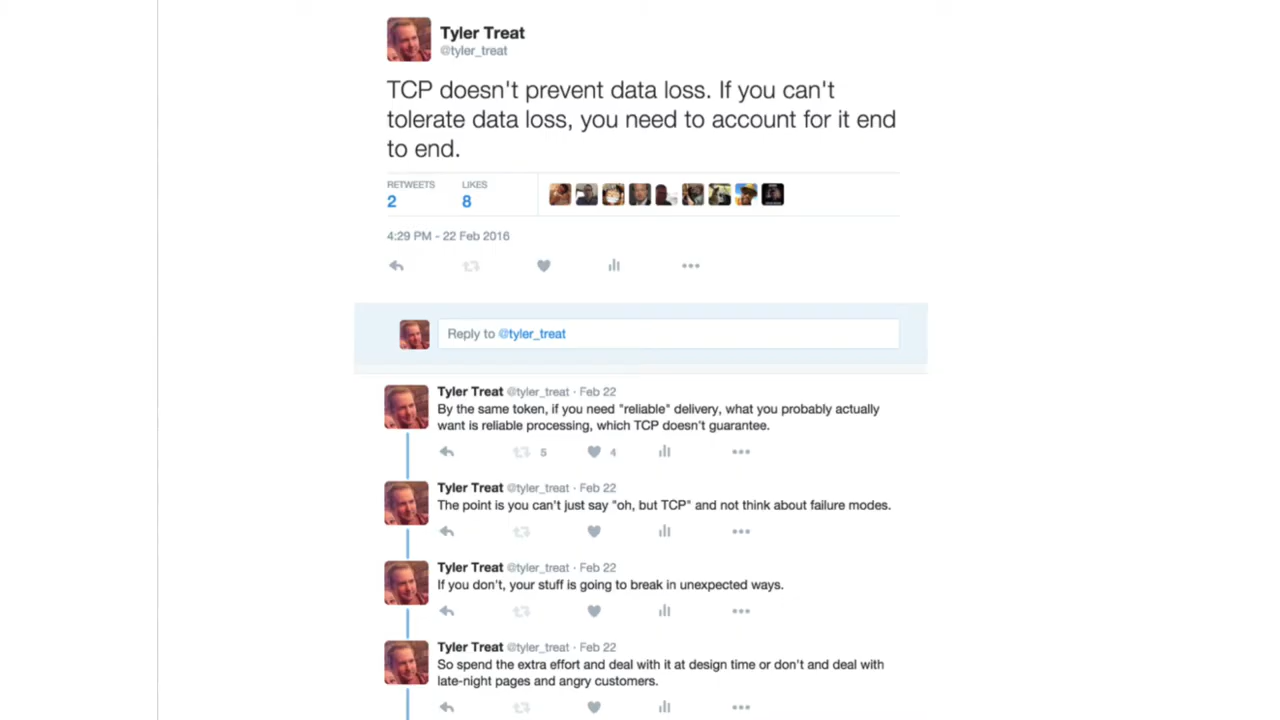 Tyler Treat
@tyler_treat
TCP doesn't prevent data loss. If you can't
tolerate data loss, you need to account for it end
to end.
RETWEETS LIKES
2 8
4:29 PM - 22 Feb 2016
Reply to @tyler_treat
Tyler Treat @tyler_treat · Feb 22
By the same token, if you need "reliable" delivery, what you probably actually
want is reliable processing, which TCP doesn't guarantee.
5 4
Tyler Treat @tyler_treat · Feb 22
The point is you can't just say "oh, but TCP" and not think about failure modes.
Tyler Treat @tyler_treat · Feb 22
If you don't, your stuff is going to break in unexpected ways.
Tyler Treat @tyler_treat · Feb 22
So spend the extra effort and deal with it at design time or don't and deal with
late-night pages and angry customers.